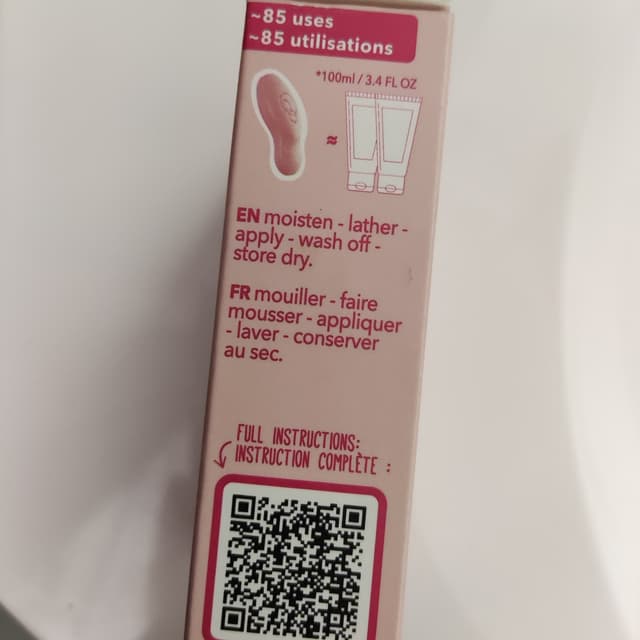 ~85 uses
~85 utilisations
*100ml / 3.4 FL OZ
≈
EN moisten - lather -
apply - wash off -
store dry.
FR mouiller - faire
mousser - appliquer
- laver - conserver
au sec.
FULL INSTRUCTIONS:
INSTRUCTION COMPLÈTE :